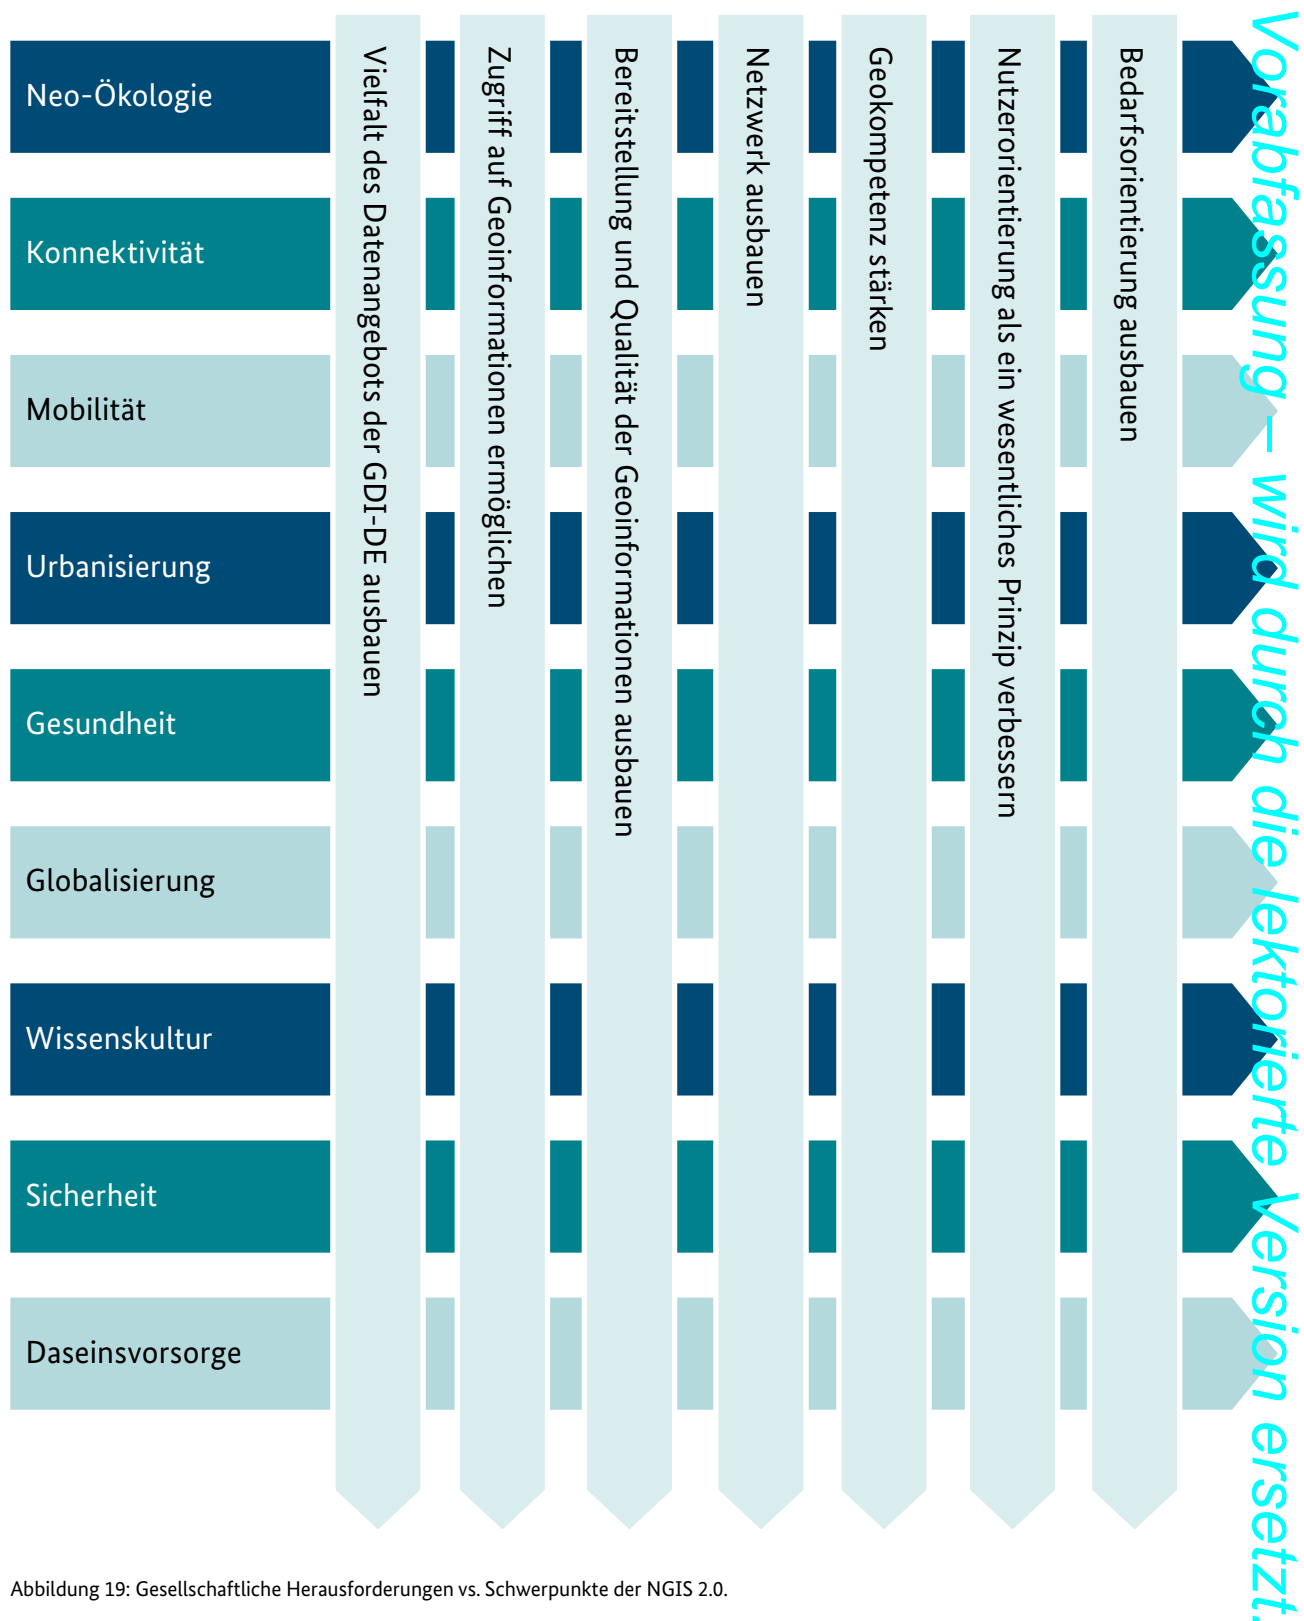 Neo-Ökologie
Konnektivität
Mobilität
Urbanisierung
Gesundheit
Globalisierung
Wissenskultur
Sicherheit
Daseinsvorsorge
Vielfalt des Datenangebots der GDI-DE ausbauen
Zugriff auf Geoinformationen ermöglichen
Bereitstellung und Qualität der Geoinformationen ausbauen
Netzwerk ausbauen
Geokompetenz stärken
Nutzerorientierung als ein wesentliches Prinzip verbessern
Bedarfsorientierung ausbauen
Vorabfassung – wird durch die lektorierte Version ersetzt.
Abbildung 19: Gesellschaftliche Herausforderungen vs. Schwerpunkte der NGIS 2.0.